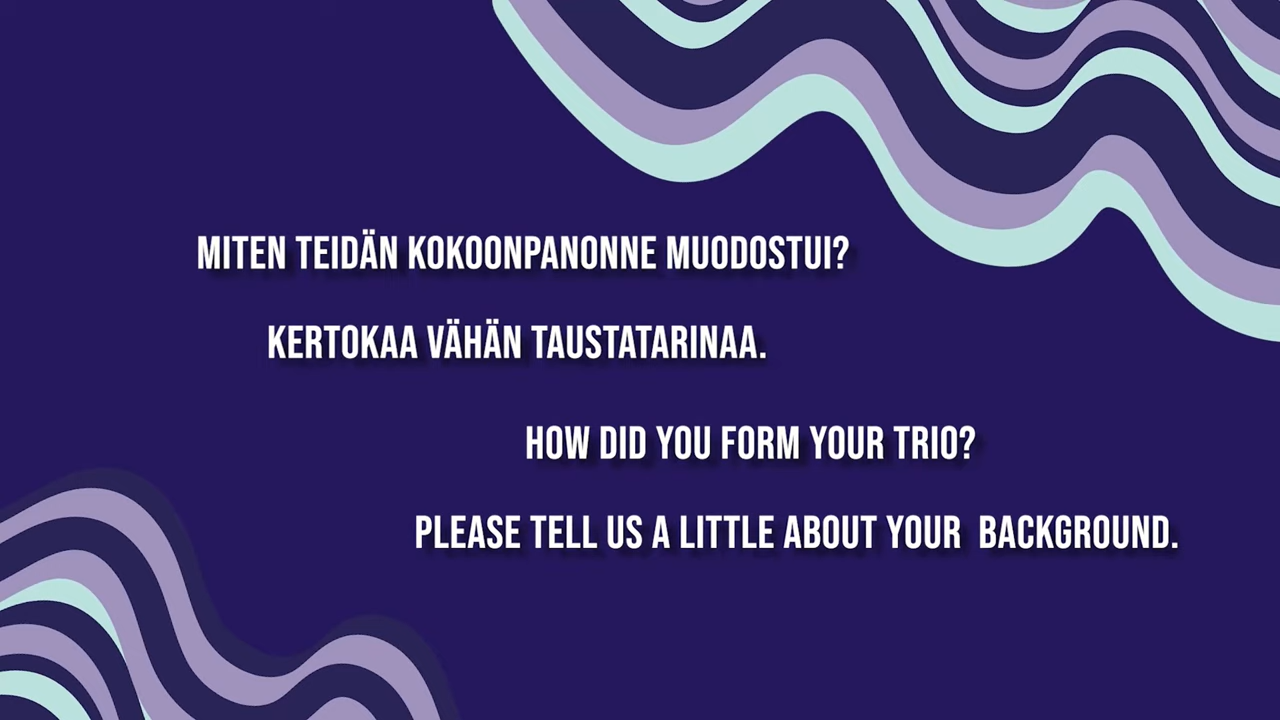 MITEN TEIDÄN KOKOONPANONNE MUODOSTUI?
KERTOKAA VÄHÄN TAUSTATARINAA.
HOW DID YOU FORM YOUR TRIO?
PLEASE TELL US A LITTLE ABOUT YOUR  BACKGROUND.